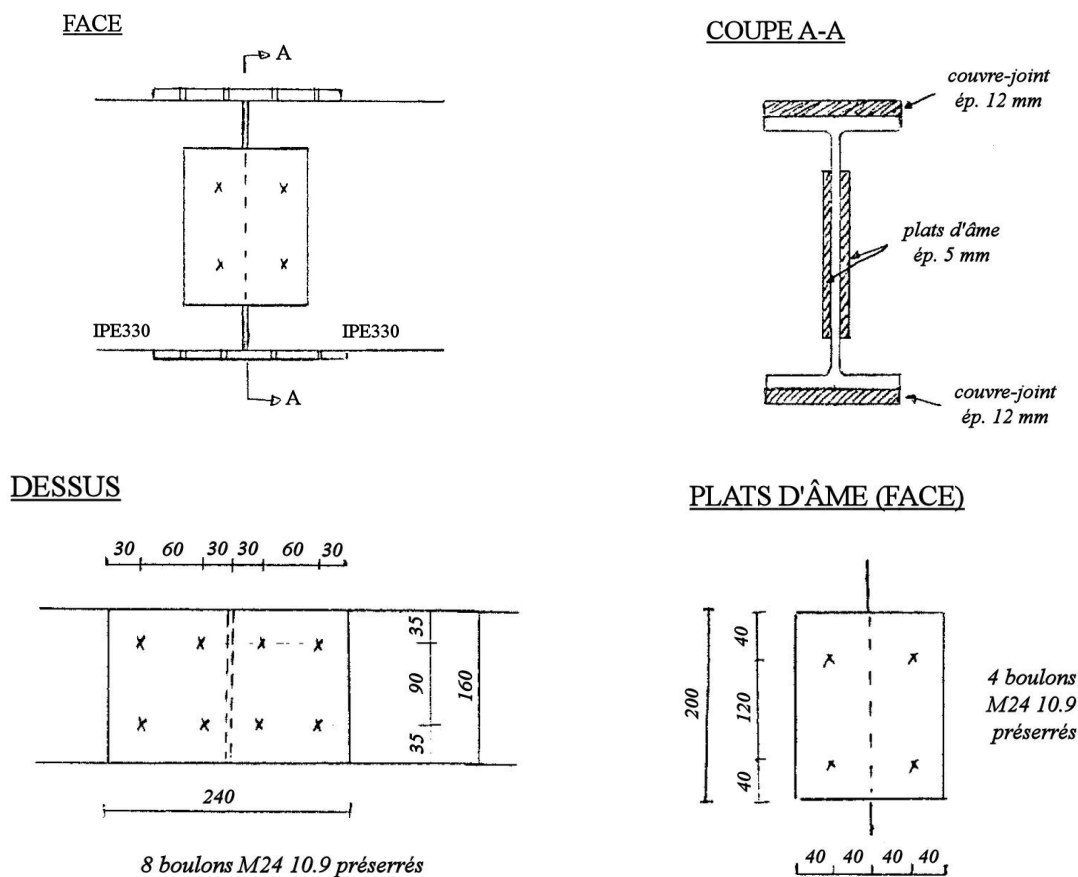 FACE
A
IPE330
IPE330
A
COUPE A-A
couvre-joint
ép. 12 mm
plats d'âme
ép. 5 mm
couvre-joint
ép. 12 mm
DESSUS
30 60 30 30 60 30
35
90
35
160
240
8 boulons M24 10.9 préserrés
PLATS D'ÂME (FACE)
200
40
120
40
4 boulons
M24 10.9
préserrés
40 40 40 40